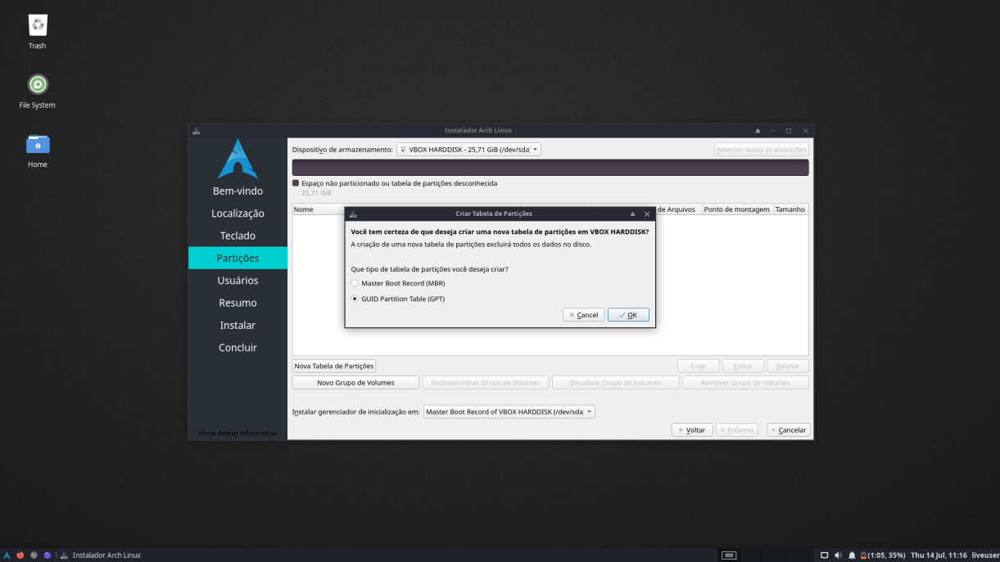 Trash
File System
Home
Instalador Arch Linux
Bem-vindo
Localização
Teclado
Partições
Usuários
Resumo
Instalar
Concluir
Show debug information
Dispositivo de armazenamento:
VBOX HARDDISK - 25,71 GiB (/dev/sda)
Reverter todas as alterações
Espaço não particionado ou tabela de partições desconhecida
25,71 GiB
Nome
de Arquivos
Ponto de montagem
Tamanho
Criar Tabela de Partições
Você tem certeza de que deseja criar uma nova tabela de partições em VBOX HARDDISK?
A criação de uma nova tabela de partições excluirá todos os dados no disco.
Que tipo de tabela de partições você deseja criar?
Master Boot Record (MBR)
GUID Partition Table (GPT)
Cancel
OK
Nova Tabela de Partições
Criar
Editar
Deletar
Novo Grupo de Volumes
Redimensionar Grupo de Volumes
Desativar Grupo de Volumes
Remover Grupo de Volumes
Instalar gerenciador de inicialização em:
Master Boot Record of VBOX HARDDISK (/dev/sda)
Voltar
Próximo
Cancelar
Instalador Arch Linux
(1:05, 35%)
Thu 14 Jul, 11:16
liveuser